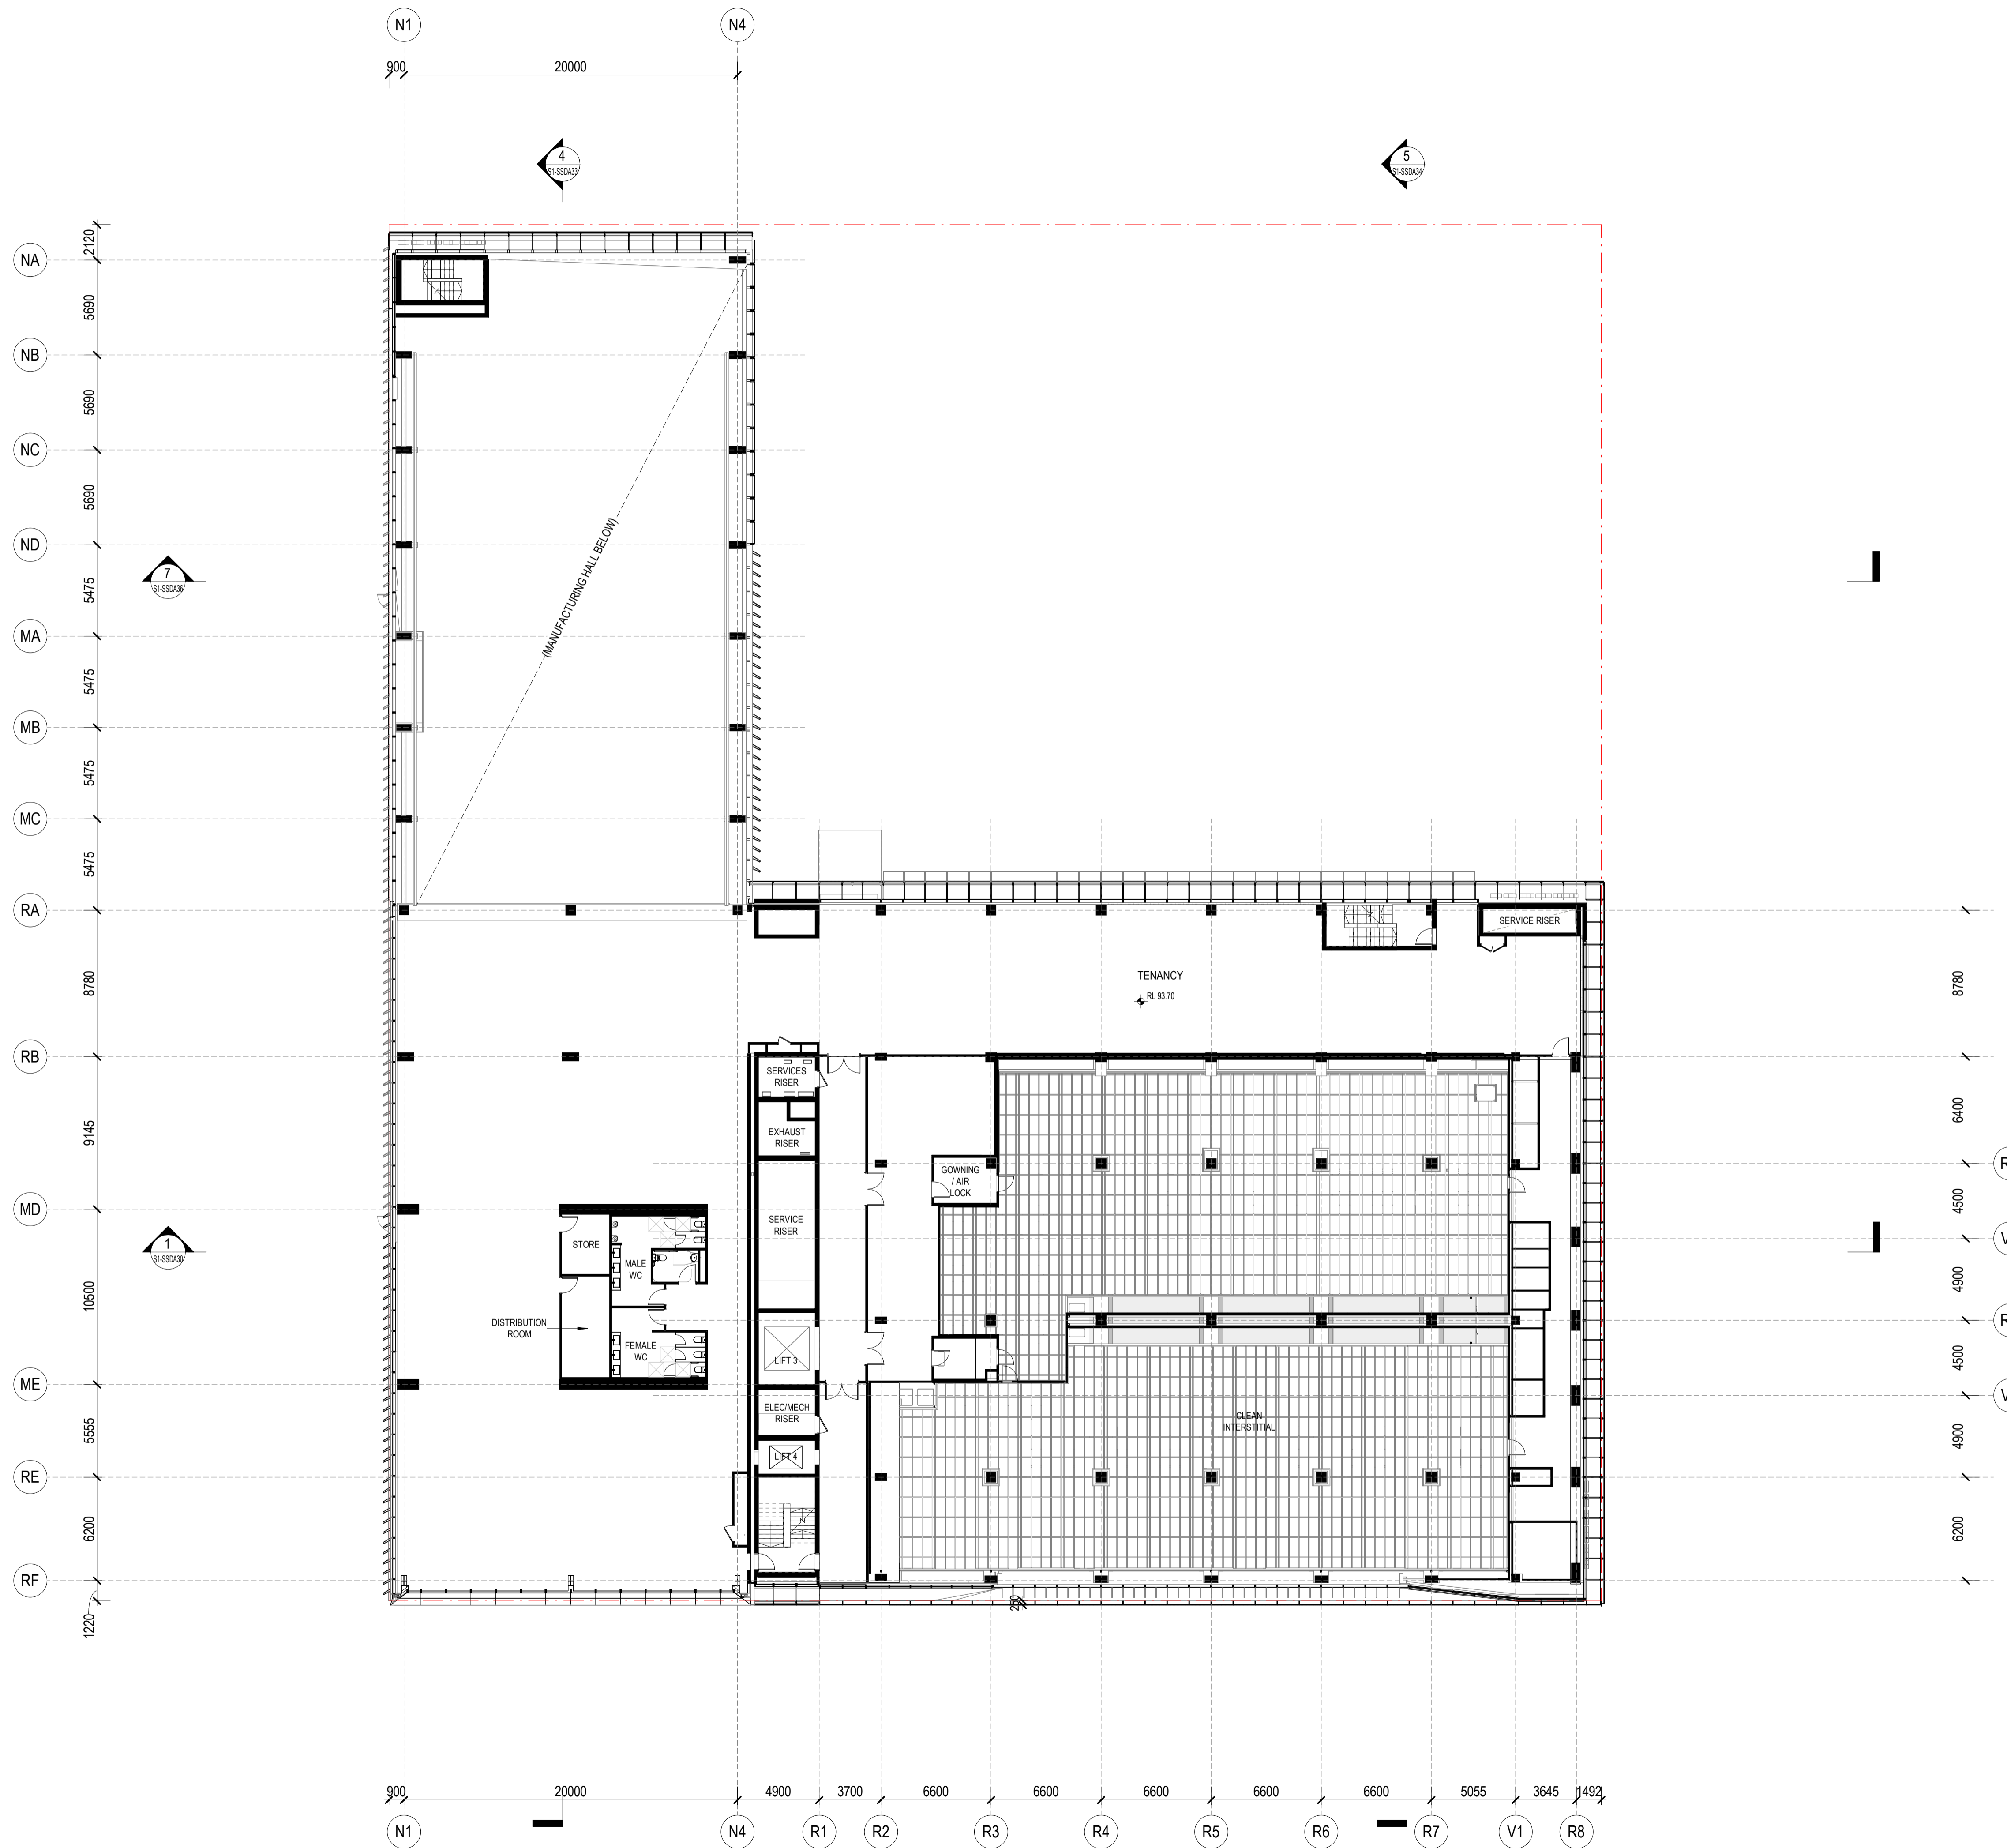 N1
N4
900
20000
4
S1-SSDA33
5
S1-SSDA34
2120
NA
5690
NB
5690
NC
5690
ND
7
S1-SSDA36
5475
MA
(MANUFACTURING HALL BELOW)
5475
MB
5475
MC
5475
RA
SERVICE RISER
TENANCY
RL 93.70
8780
8780
RB
SERVICES
RISER
EXHAUST
RISER
9145
6400
GOWNING
/ AIR
LOCK
MD
4500
1
S1-SSDA30
STORE
MALE
WC
SERVICE
RISER
10500
4900
DISTRIBUTION
ROOM
FEMALE
WC
LIFT 3
4500
ME
ELEC/MECH
RISER
CLEAN
INTERSTITIAL
5555
4900
LIFT 4
RE
6200
6200
RF
1220
250
900
20000
4900
3700
6600
6600
6600
6600
6600
5055
3645
1492
N1
N4
R1
R2
R3
R4
R5
R6
R7
V1
R8